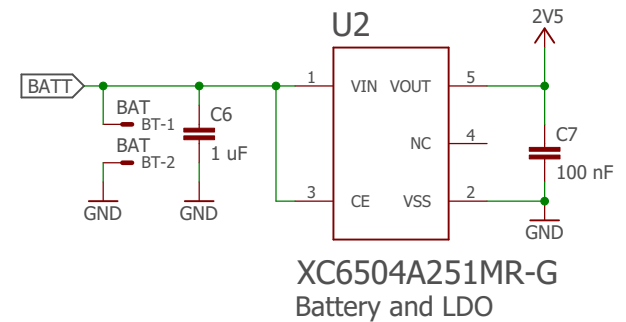 U2
2V5
BATT
1
VIN
VOUT
5
BAT
BT-1
C6
1 uF
BAT
BT-2
NC
4
C7
100 nF
3
CE
VSS
2
GND
GND
GND
XC6504A251MR-G
Battery and LDO